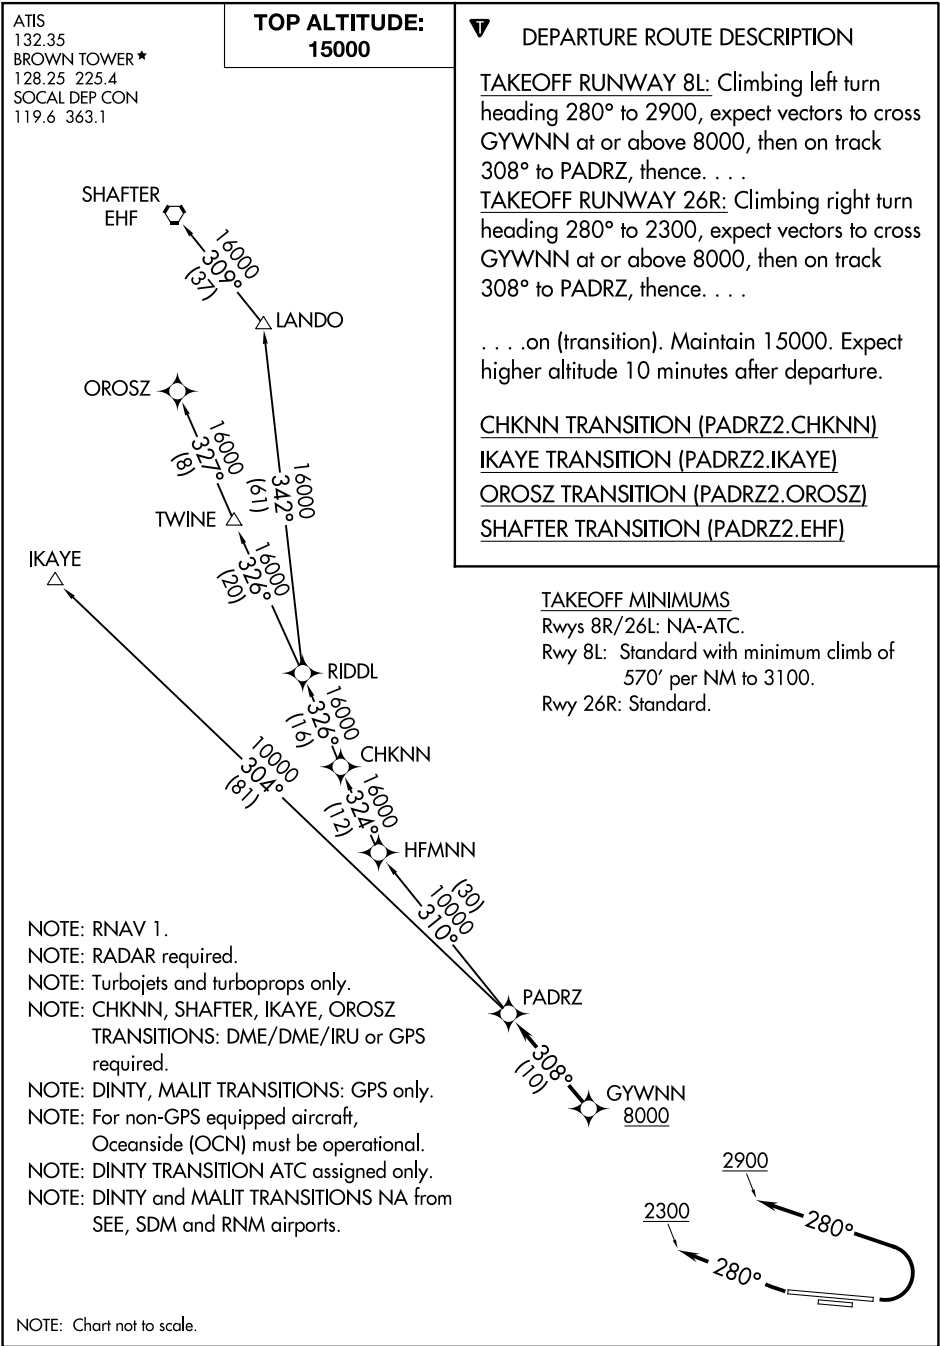 ATIS
132.35
BROWN TOWER★
128.25 225.4
SOCAL DEP CON
119.6 363.1
TOP ALTITUDE:
15000
T
DEPARTURE ROUTE DESCRIPTION
TAKEOFF RUNWAY 8L: Climbing left turn
heading 280° to 2900, expect vectors to cross
GYWNN at or above 8000, then on track
308° to PADRZ, thence. . . .
TAKEOFF RUNWAY 26R: Climbing right turn
heading 280° to 2300, expect vectors to cross
GYWNN at or above 8000, then on track
308° to PADRZ, thence. . . .
. . . .on (transition). Maintain 15000. Expect
higher altitude 10 minutes after departure.
CHKNN TRANSITION (PADRZ2.CHKNN)
IKAYE TRANSITION (PADRZ2.IKAYE)
OROSZ TRANSITION (PADRZ2.OROSZ)
SHAFTER TRANSITION (PADRZ2.EHF)
TAKEOFF MINIMUMS
Rwys 8R/26L: NA-ATC.
Rwy 8L: Standard with minimum climb of
570' per NM to 3100.
Rwy 26R: Standard.
SHAFTER
EHF
16000
309°
(37)
LANDO
OROSZ
16000
327°
(8)
16000
342°
(61)
TWINE
16000
326°
(20)
IKAYE
RIDDL
16000
326°
(16)
CHKNN
10000
304°
(81)
16000
324°
(12)
HFMNN
(30)
10000
310°
PADRZ
308°
(10)
GYWNN
8000
2900
280°
2300
280°
NOTE: RNAV 1.
NOTE: RADAR required.
NOTE: Turbojets and turboprops only.
NOTE: CHKNN, SHAFTER, IKAYE, OROSZ
TRANSITIONS: DME/DME/IRU or GPS
required.
NOTE: DINTY, MALIT TRANSITIONS: GPS only.
NOTE: For non-GPS equipped aircraft,
Oceanside (OCN) must be operational.
NOTE: DINTY TRANSITION ATC assigned only.
NOTE: DINTY and MALIT TRANSITIONS NA from
SEE, SDM and RNM airports.
NOTE: Chart not to scale.